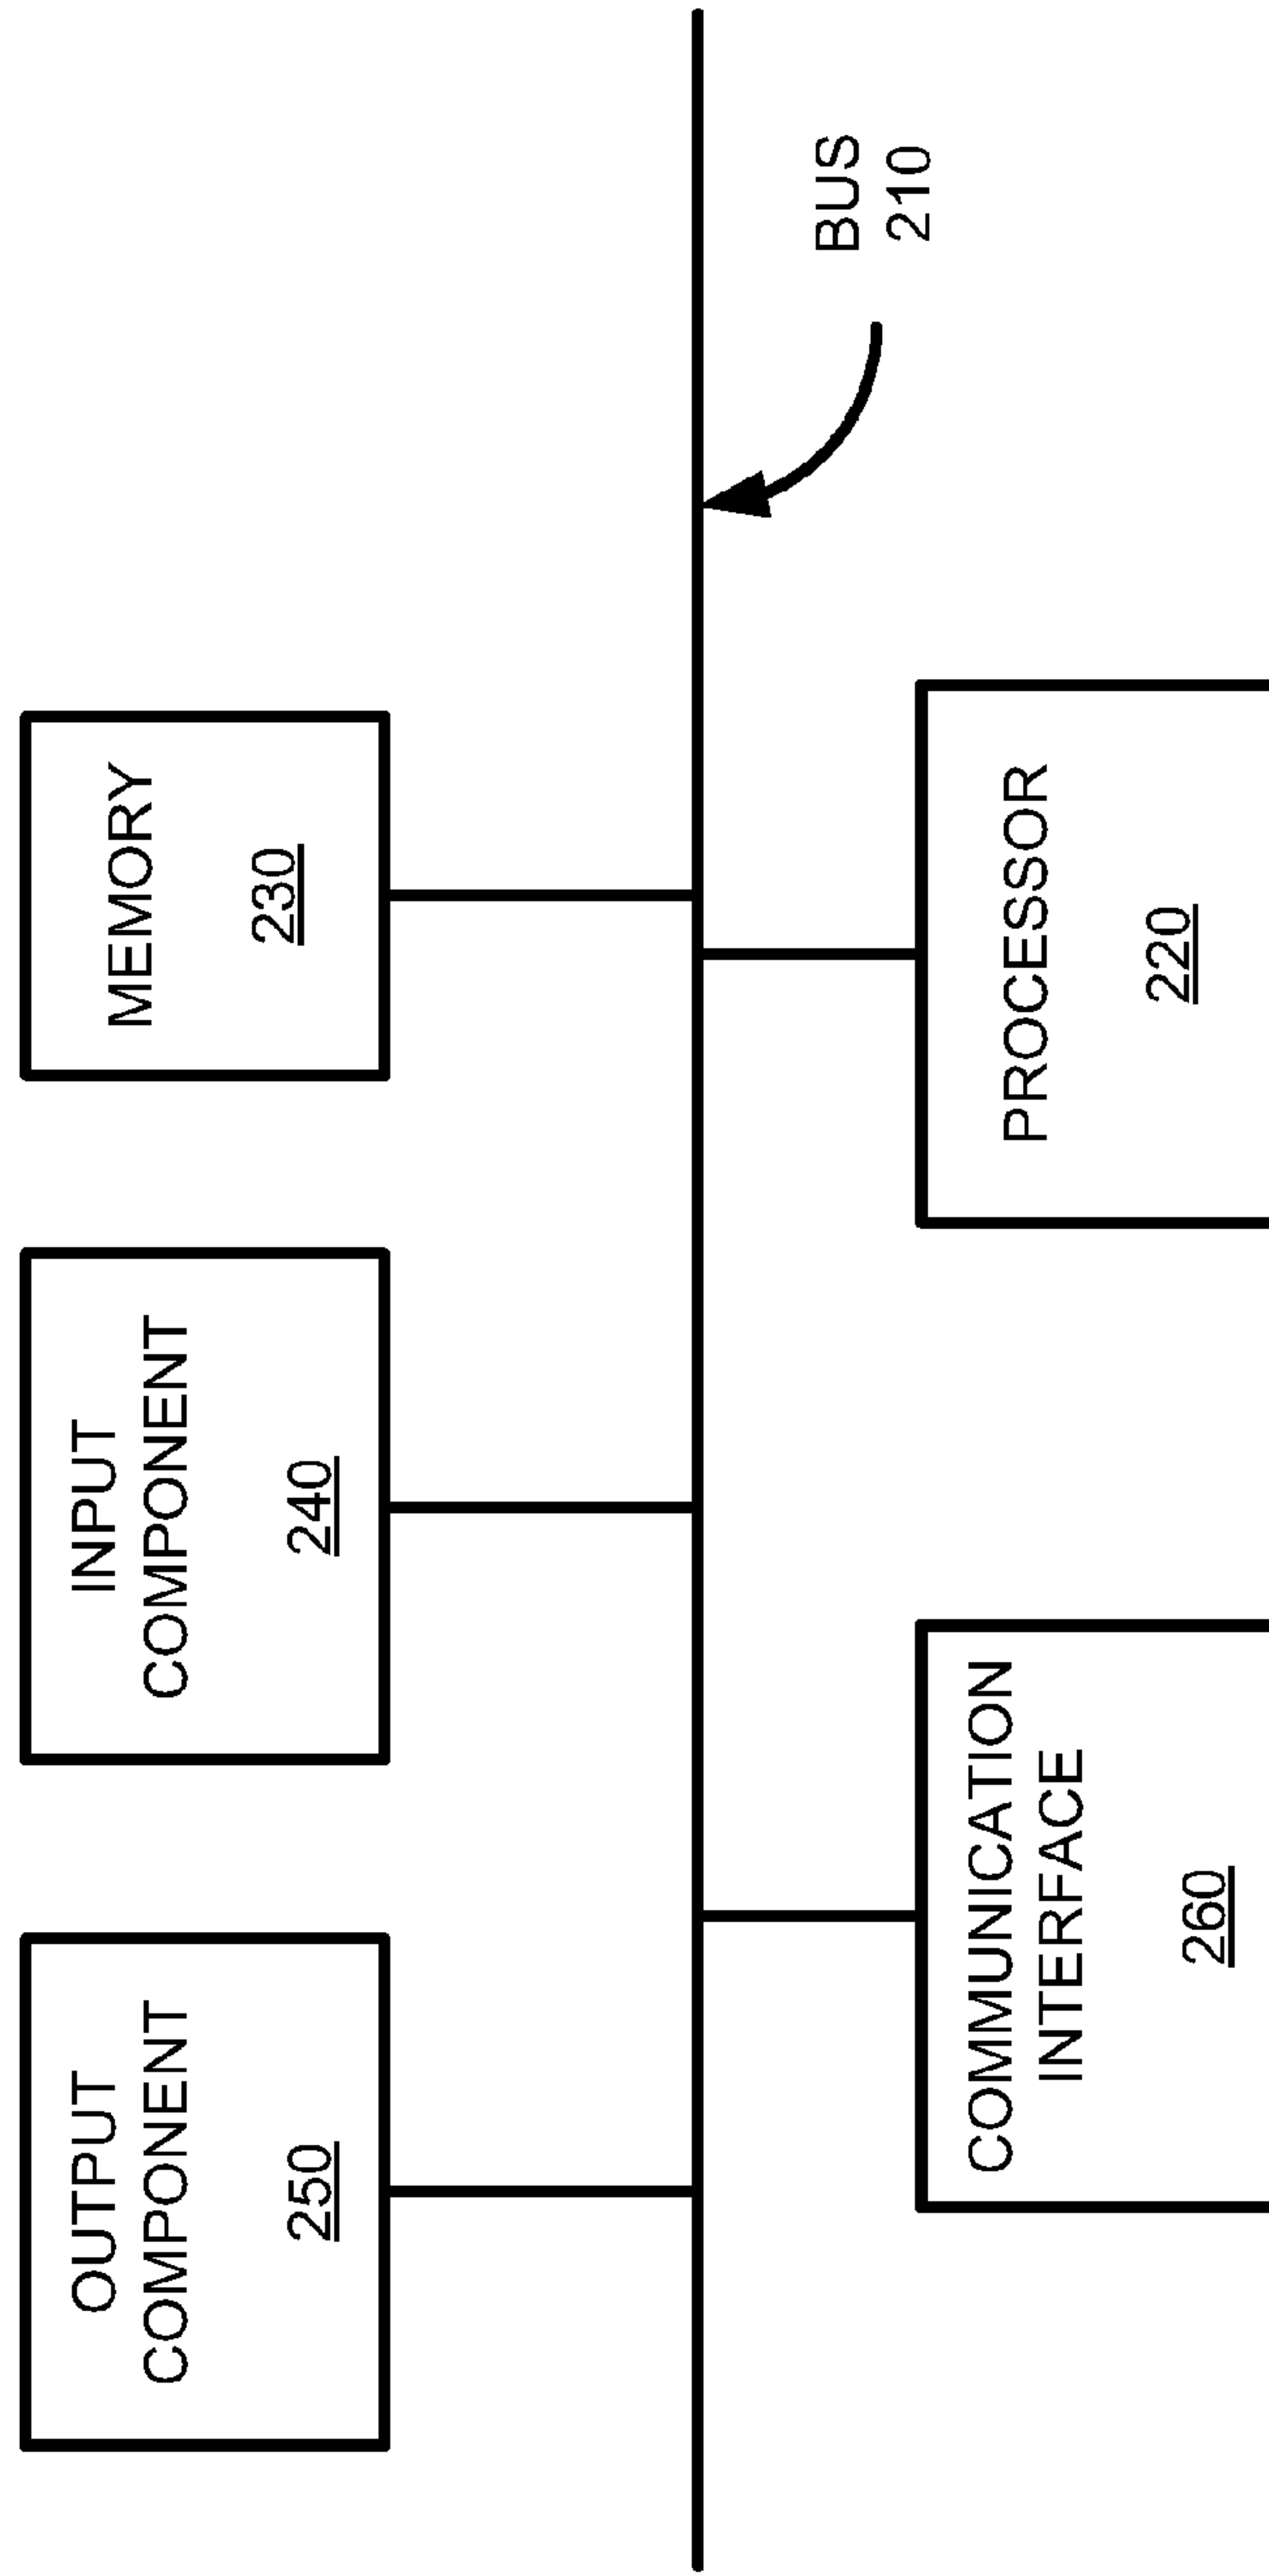 OUTPUT
COMPONENT
250
INPUT
COMPONENT
240
MEMORY
230
BUS
210
COMMUNICATION
INTERFACE
260
PROCESSOR
220